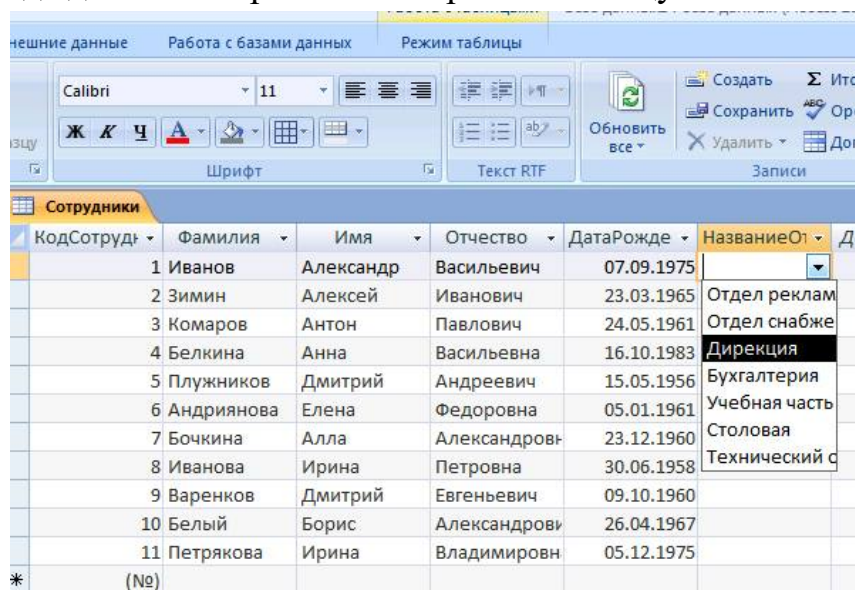 нешние данные Работа с базами данных Режим таблицы
Calibri 11
Ж К Ч
Обновить все
Создать
Сохранить
Удалить
Σ
ABC
зцу
Шрифт Текст RTF Записи
Сотрудники
КодСотрудн Фамилия Имя Отчество ДатаРожде НазваниеОт Д
1 Иванов Александр Васильевич 07.09.1975
2 Зимин Алексей Иванович 23.03.1965 Отдел реклам
3 Комаров Антон Павлович 24.05.1961 Отдел снабже
4 Белкина Анна Васильевна 16.10.1983 Дирекция
5 Плужников Дмитрий Андреевич 15.05.1956 Бухгалтерия
6 Андриянова Елена Федоровна 05.01.1961 Учебная часть
7 Бочкина Алла Александровн 23.12.1960 Столовая
8 Иванова Ирина Петровна 30.06.1958 Технический о
9 Варенков Дмитрий Евгеньевич 09.10.1960
10 Белый Борис Александрови 26.04.1967
11 Петрякова Ирина Владимировн 05.12.1975
* (№)